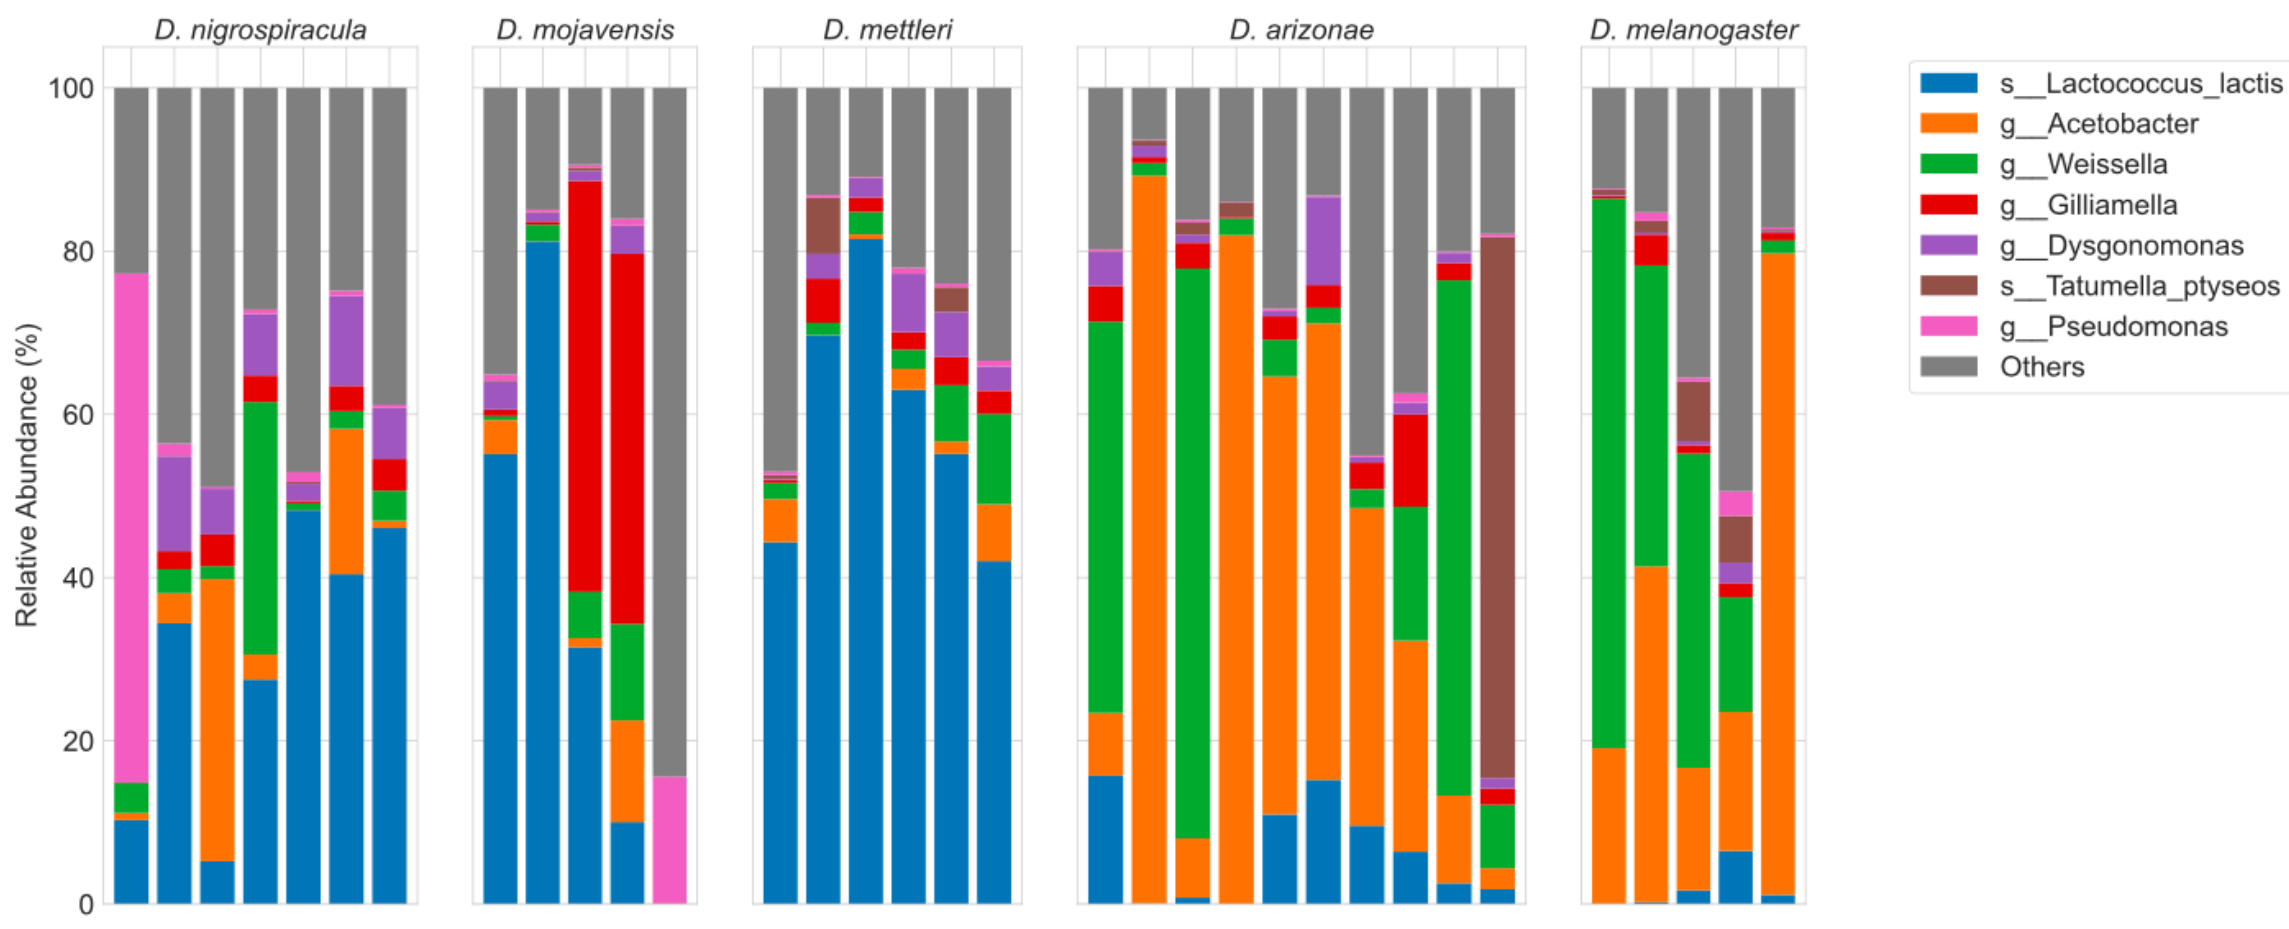 D. nigrospiracula
D. mojavensis
D. mettleri
D. arizonae
D. melanogaster
Relative Abundance (%)
100
80
60
40
20
0
s__Lactococcus_lactis
g__Acetobacter
g__Weissella
g__Gilliamella
g__Dysgonomonas
s__Tatumella_ptyseos
g__Pseudomonas
Others